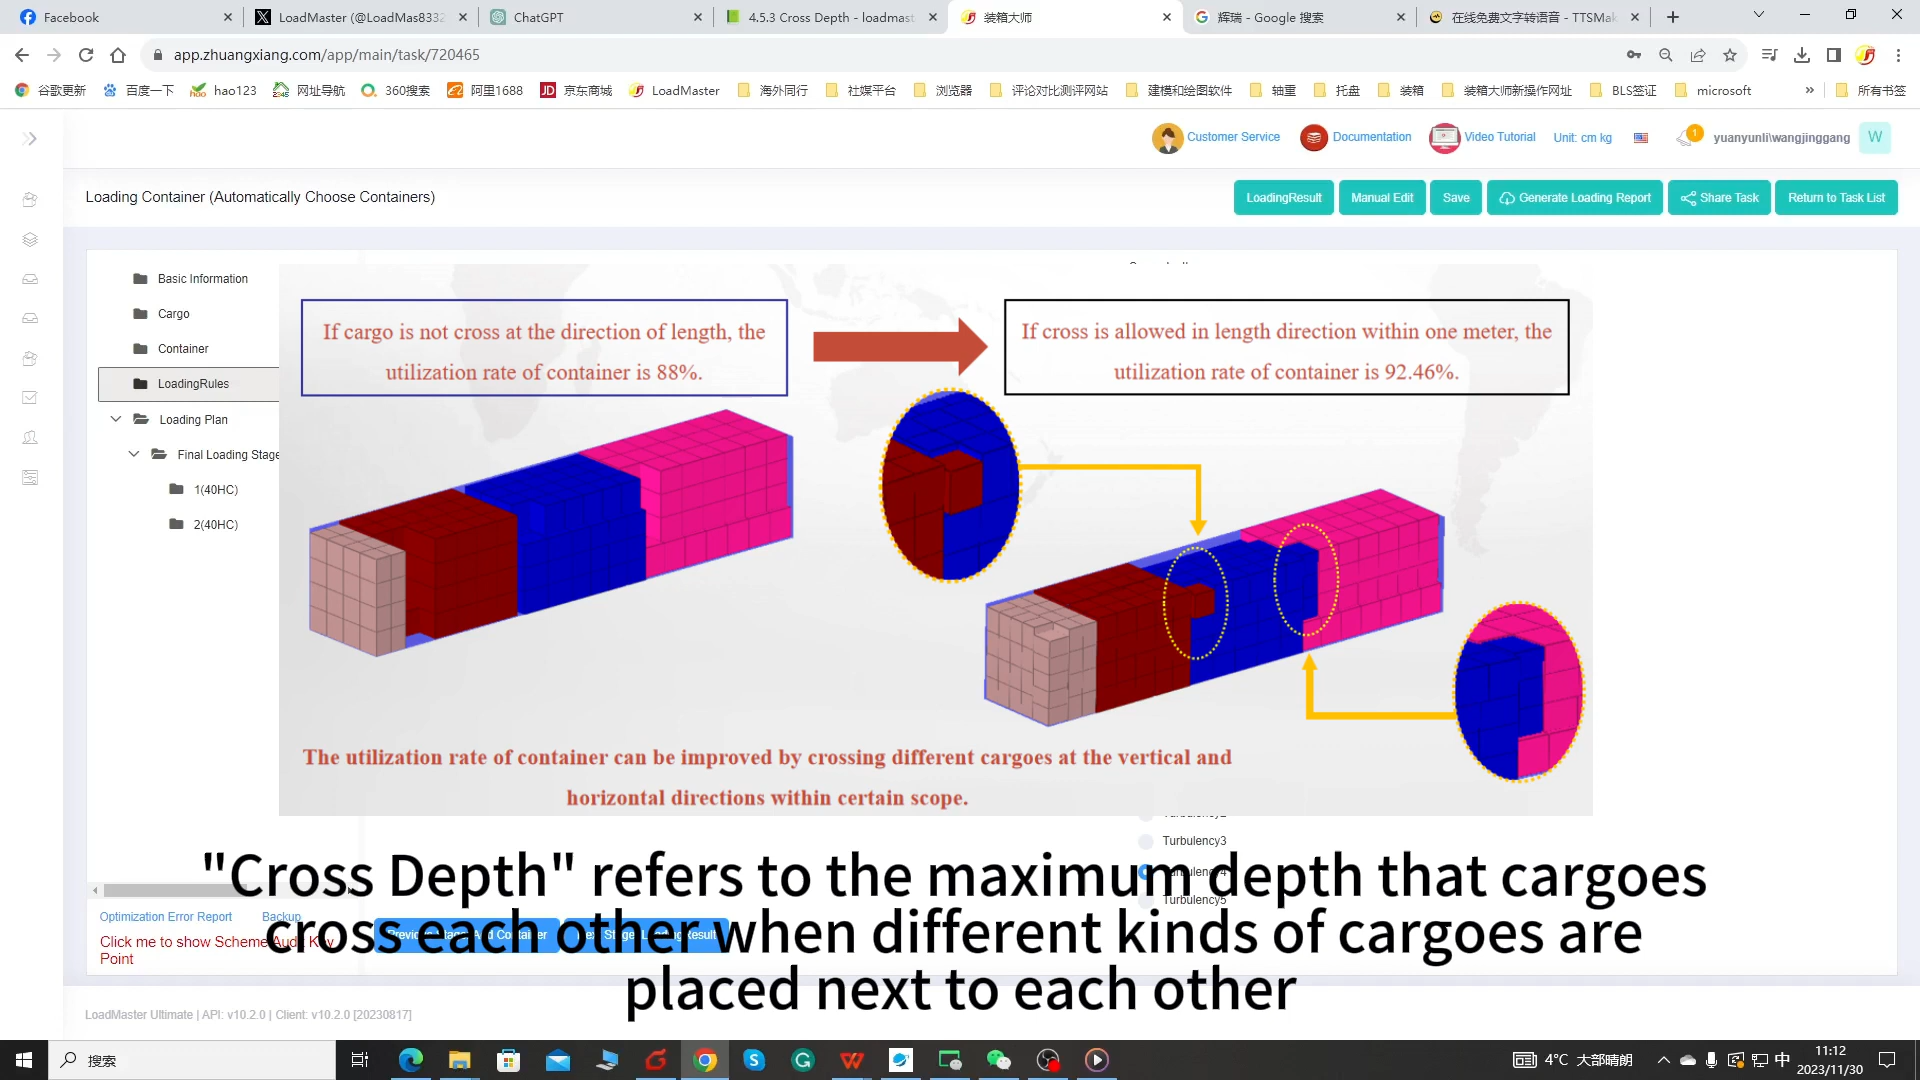 Facebook
LoadMaster (@LoadMas8332
ChatGPT
4.5.3 Cross Depth - loadmast
装箱大师
辉瑞 - Google 搜索
在线免费文字转语音 - TTSMak
app.zhuangxiang.com/app/main/task/720465
谷歌更新
百度一下
hao123
网址导航
360搜索
阿里1688
京东商城
LoadMaster
海外同行
社媒平台
浏览器
评论对比测评网站
建模和绘图软件
轴重
托盘
装箱
装箱大师新操作网址
BLS签证
microsoft
所有书签
Customer Service
Documentation
Video Tutorial
Unit: cm kg
1
yuanyunli\wangjinggang
W
Loading Container (Automatically Choose Containers)
LoadingResult
Manual Edit
Save
Generate Loading Report
Share Task
Return to Task List
Basic Information
Cargo
Container
LoadingRules
Loading Plan
Final Loading Stage
1(40HC)
2(40HC)
If cargo is not cross at the direction of length, the
utilization rate of container is 88%.
If cross is allowed in length direction within one meter, the
utilization rate of container is 92.46%.
The utilization rate of container can be improved by crossing different cargoes at the vertical and
horizontal directions within certain scope.
Turbulency3
Turbulency4
Turbulency5
"Cross Depth" refers to the maximum depth that cargoes
cross each other when different kinds of cargoes are
placed next to each other
Optimization Error Report
Backup
Click me to show Scheme Audit Key
Point
LoadMaster Ultimate | API: v10.2.0 | Client: v10.2.0 [20230817]
搜索
4°C 大部晴朗
中
11:12
2023/11/30